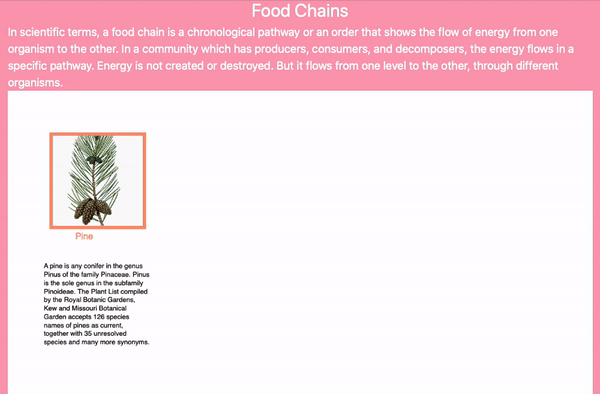 Food Chains
In scientific terms, a food chain is a chronological pathway or an order that shows the flow of energy from one
organism to the other. In a community which has producers, consumers, and decomposers, the energy flows in a
specific pathway. Energy is not created or destroyed. But it flows from one level to the other, through different
organisms.
Pine
A pine is any conifer in the genus
Pinus of the family Pinaceae. Pinus
is the sole genus in the subfamily
Pinoideae. The Plant List compiled
by the Royal Botanic Gardens,
Kew and Missouri Botanical
Garden accepts 126 species
names of pines as current,
together with 35 unresolved
species and many more synonyms.